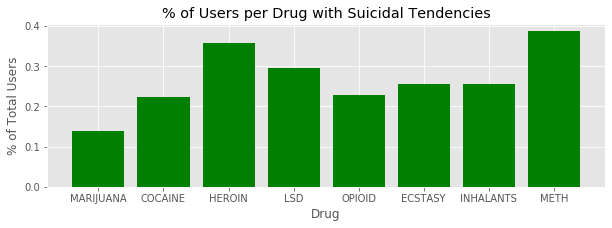 % of Users per Drug with Suicidal Tendencies
% of Total Users
0.4
0.3
0.2
0.1
0.0
MARIJUANA COCAINE HEROIN LSD OPIOID ECSTASY INHALANTS METH
Drug